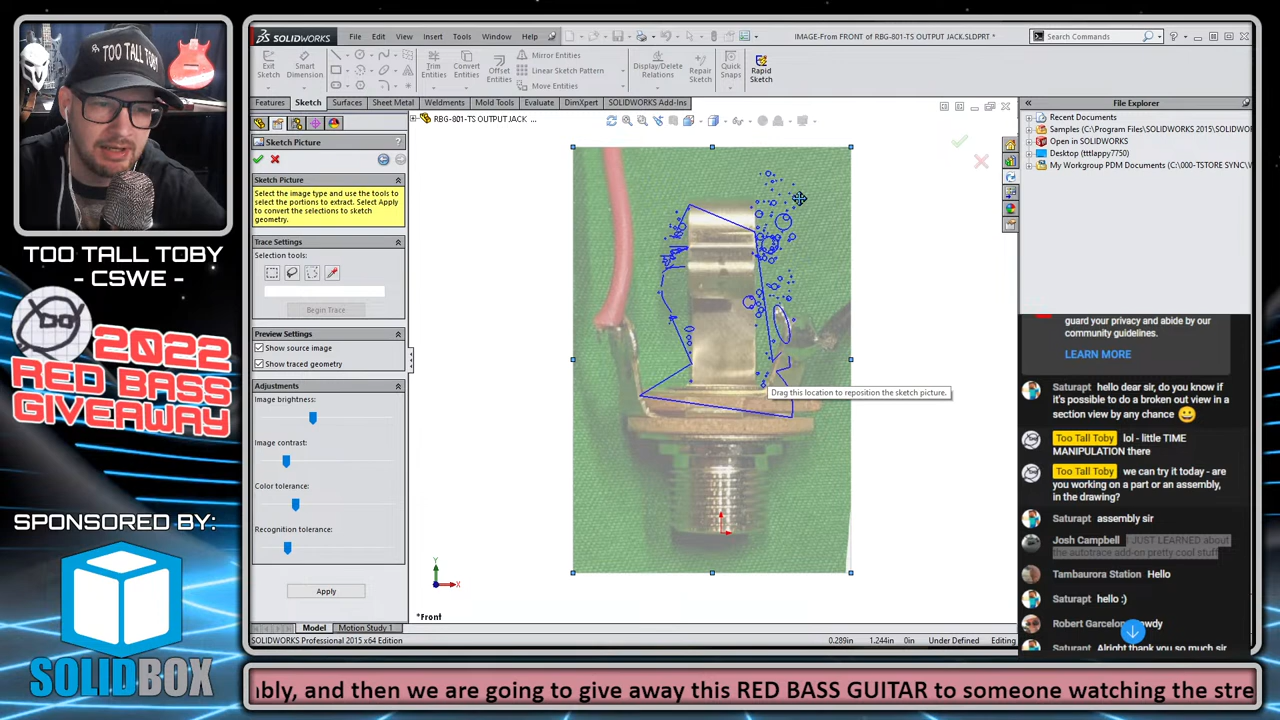 TOO TALL TOBY
TOO TALL TOBY
- CSWE -
2022
RED BASS
GIVEAWAY
SPONSORED BY:
SOLIDBOX
SOLIDWORKS
File Edit View Insert Tools Window Help
IMAGE-From FRONT of RBG-801-TS OUTPUT JACK.SLDPRT *
Search Commands
Exit Sketch
Smart Dimension
Trim Entities
Convert Entities
Offset Entities
Mirror Entities
Linear Sketch Pattern
Move Entities
Display/Delete Relations
Repair Sketch
Quick Snaps
Rapid Sketch
Features Sketch Surfaces Sheet Metal Weldments Mold Tools Evaluate DimXpert SOLIDWORKS Add-Ins
RBG-801-TS OUTPUT JACK ...
Sketch Picture ?
Select the image type and use the tools to
select the portions to extract. Select Apply
to convert the selections to sketch
geometry.
Trace Settings
Selection tools:
Begin Trace
Preview Settings
Show source image
Show traced geometry
Adjustments
Image brightness:
Image contrast:
Color tolerance:
Recognition tolerance:
Apply
Drag this location to reposition the sketch picture.
Y
X
*Front
Model Motion Study 1
SOLIDWORKS Professional 2015 x64 Edition
0.289in 1.244in 0in Under Defined Editing
File Explorer
Recent Documents
Samples (C:\Program Files\SOLIDWORKS 2015\SOLIDWO
Open in SOLIDWORKS
Desktop (tttlappy7750)
My Workgroup PDM Documents (C:\000-TSTORE SYNC\W
guard your privacy and abide by our
community guidelines.
LEARN MORE
Saturapt hello dear sir, do you know if
it's possible to do a broken out view in a
section view by any chance
Too Tall Toby lol - little TIME
MANIPULATION there
Too Tall Toby we can try it today - are
you working on a part or an assembly,
in the drawing?
Saturapt assembly sir
Josh Campbell I JUST LEARNED about
the autotrace add-on pretty cool stuff
Tambaurora Station Hello
Saturapt hello :)
Saturapt Alright thank you so much sir
bly, and then we are going to give away this RED BASS GUITAR to someone watching the stre